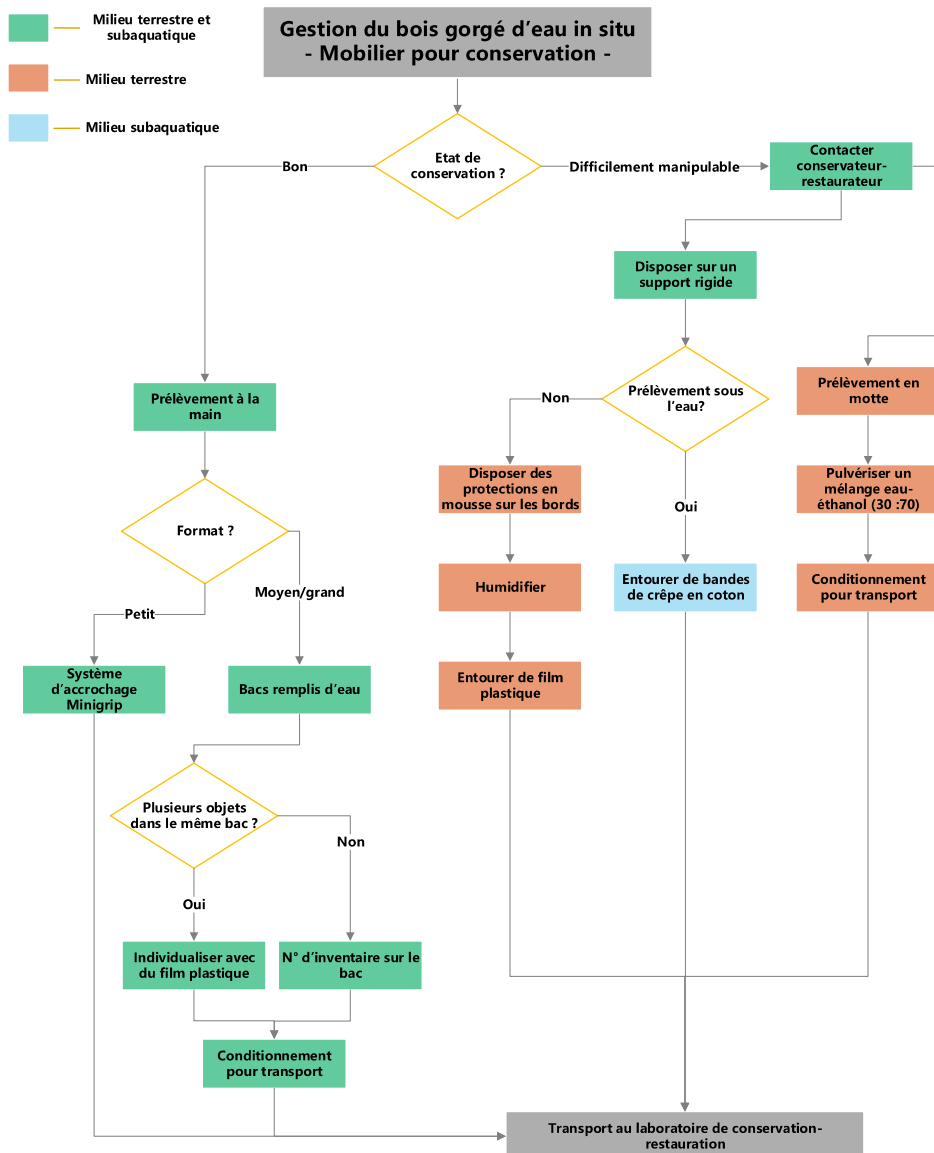 Milieu terrestre et
subaquatique
Milieu terrestre
Milieu subaquatique
Gestion du bois gorgé d’eau in situ
- Mobilier pour conservation -
Etat de
conservation ?
Bon
Difficilement manipulable
Contacter
conservateur-
restaurateur
Disposer sur un
support rigide
Prélèvement à la
main
Prélèvement sous
l’eau?
Non
Oui
Prélèvement en
motte
Disposer des
protections en
mousse sur les bords
Pulvériser un
mélange eau-
éthanol (30 :70)
Format ?
Petit
Moyen/grand
Humidifier
Entourer de bandes
de crêpe en coton
Conditionnement
pour transport
Système
d’accrochage
Minigrip
Bacs remplis d’eau
Entourer de film
plastique
Plusieurs objets
dans le même bac ?
Non
Oui
Individualiser avec
du film plastique
N° d’inventaire sur le
bac
Conditionnement
pour transport
Transport au laboratoire de conservation-
restauration